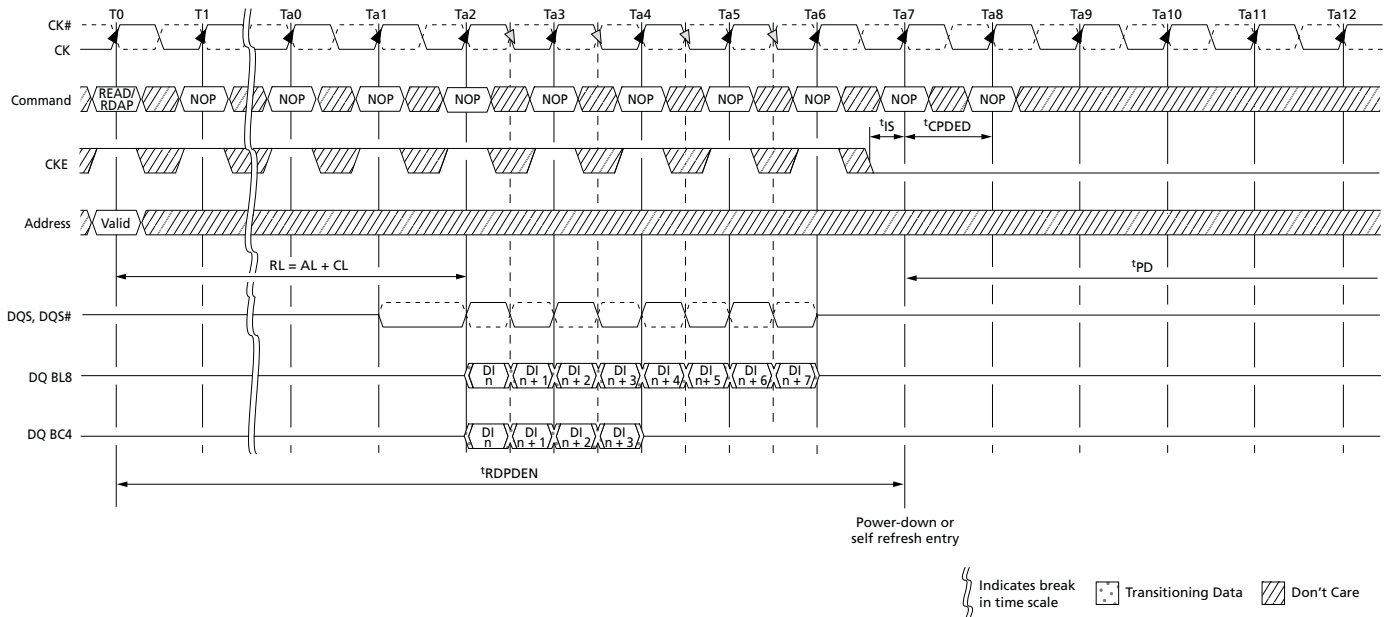 T0 T1 Ta0 Ta1 Ta2 Ta3 Ta4 Ta5 Ta6 Ta7 Ta8 Ta9 Ta10 Ta11 Ta12
CK#
CK
Command READ/ RDAP NOP NOP NOP NOP NOP NOP NOP NOP NOP NOP
tIS tCPDED
CKE
Address Valid
RL = AL + CL tPD
DQS, DQS#
DQ BL8 DI n DI n + 1 DI n + 2 DI n + 3 DI n + 4 DI n+ 5 DI n + 6 DI n + 7
DQ BC4 DI n DI n + 1 DI n + 2 DI n + 3
tRDPDEN
Power-down or
self refresh entry
Indicates break
in time scale
Transitioning Data
Don't Care